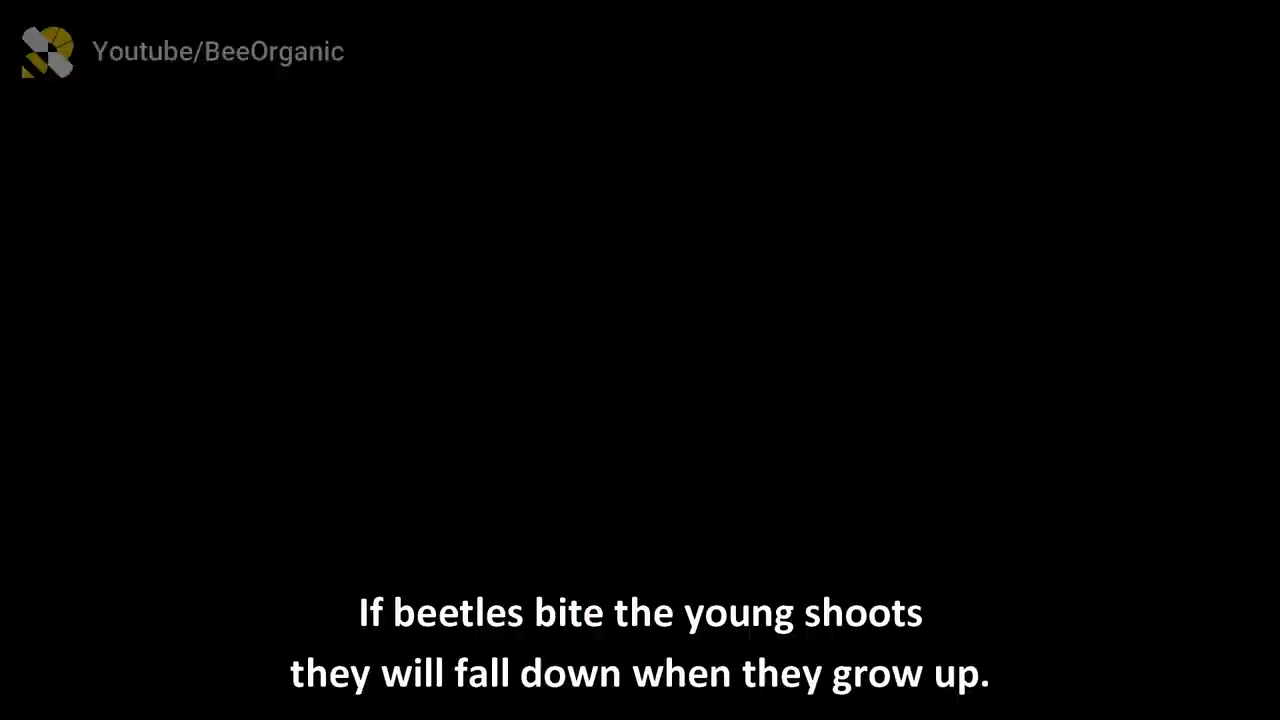 Youtube/BeeOrganic
If beetles bite the young shoots
they will fall down when they grow up.